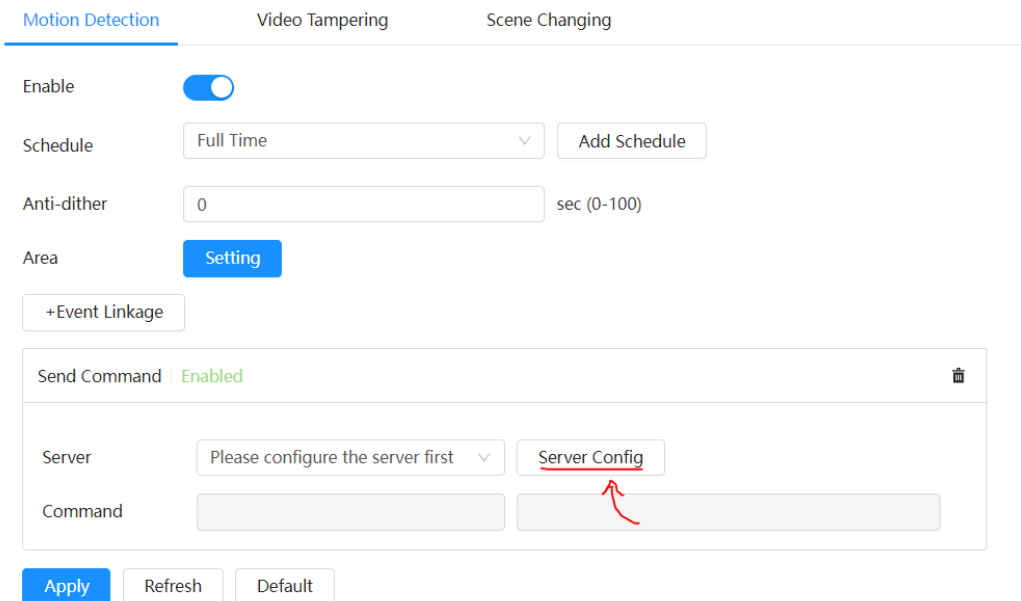 Motion Detection Video Tampering Scene Changing
Enable
Schedule Full Time Add Schedule
Anti-dither 0 sec (0-100)
Area Setting
+Event Linkage
Send Command Enabled
Server Please configure the server first Server Config
Command
Apply Refresh Default